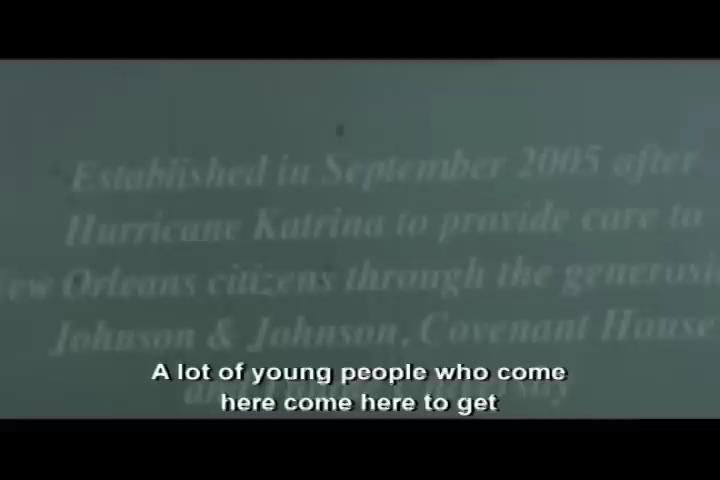 Established in September 2005 after
Hurricane Katrina to provide care to
New Orleans citizens through the generosi
Johnson & Johnson, Covenant House
A lot of young people who come
here come here to get